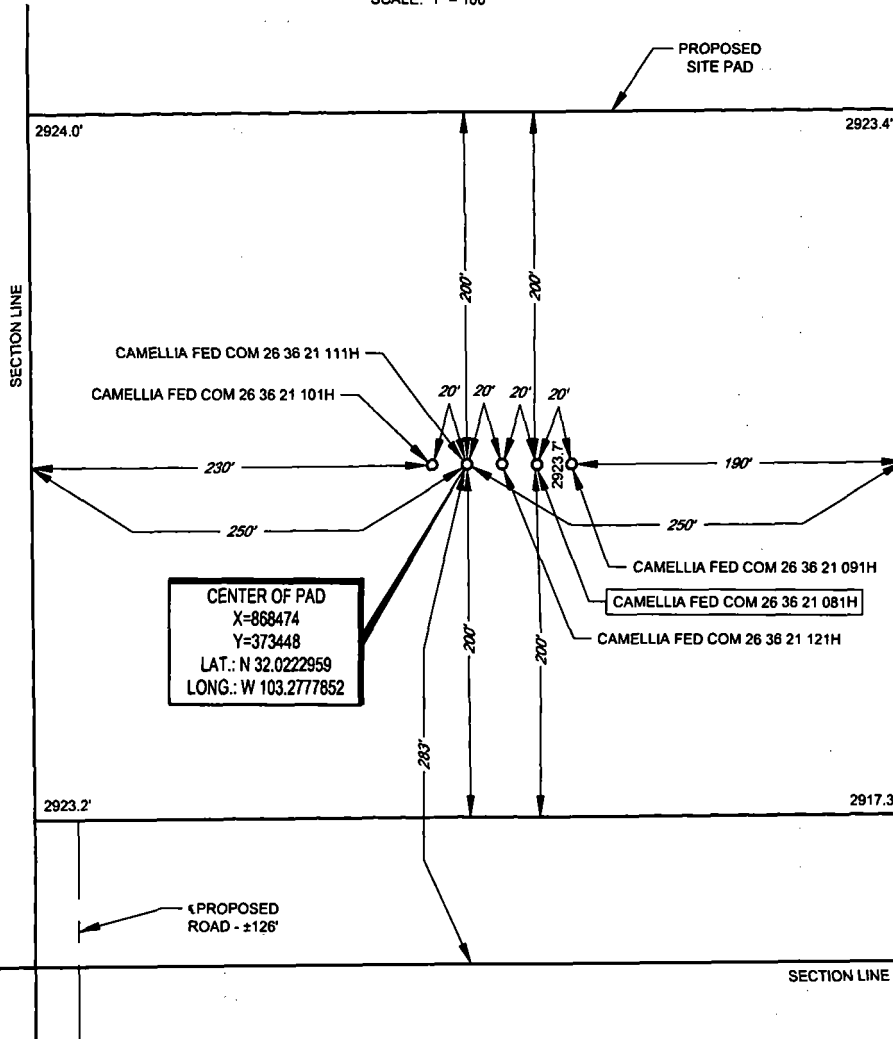 PROPOSED
SITE PAD
2924.0'
2923.4'
SECTION LINE
200'
200'
CAMELLIA FED COM 26 36 21 111H
CAMELLIA FED COM 26 36 21 101H
20'
20'
20'
20'
230'
2923.7'
190'
250'
250'
CAMELLIA FED COM 26 36 21 091H
CAMELLIA FED COM 26 36 21 081H
CAMELLIA FED COM 26 36 21 121H
CENTER OF PAD
X=868474
Y=373448
LAT.: N 32.0222959
LONG.: W 103.2777852
200'
200'
283'
2923.2'
2917.3
PROPOSED
ROAD - ±126'
SECTION LINE